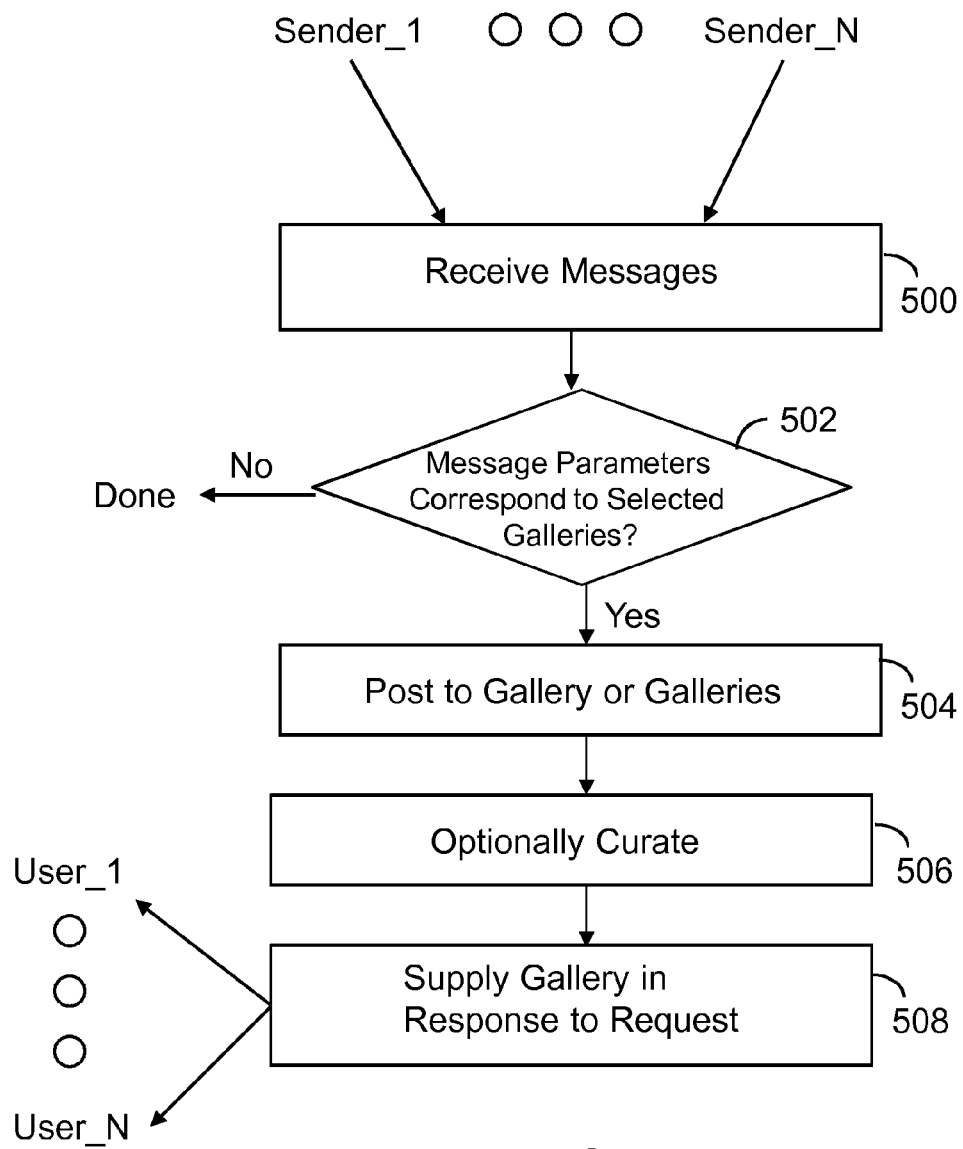 Sender_1 Sender_N
Receive Messages
500
502
Message Parameters
Correspond to Selected
Galleries?
No
Done
Yes
Post to Gallery or Galleries
504
Optionally Curate
506
User_1
Supply Gallery in
Response to Request
508
User_N